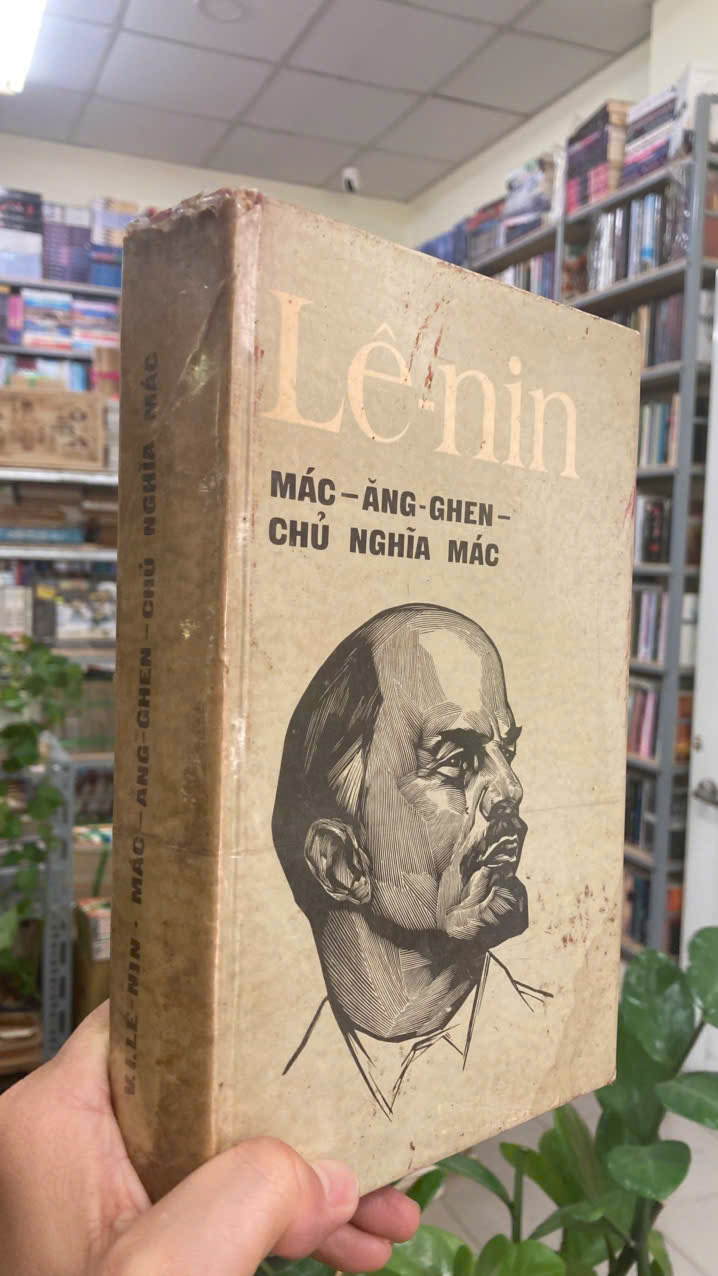 Lê-nin
MÁC – ĂNG-GHEN –
CHỦ NGHĨA MÁC
V.I.LÊ-NIN • MÁC – ĂNG-GHEN – CHỦ NGHĨA MÁC